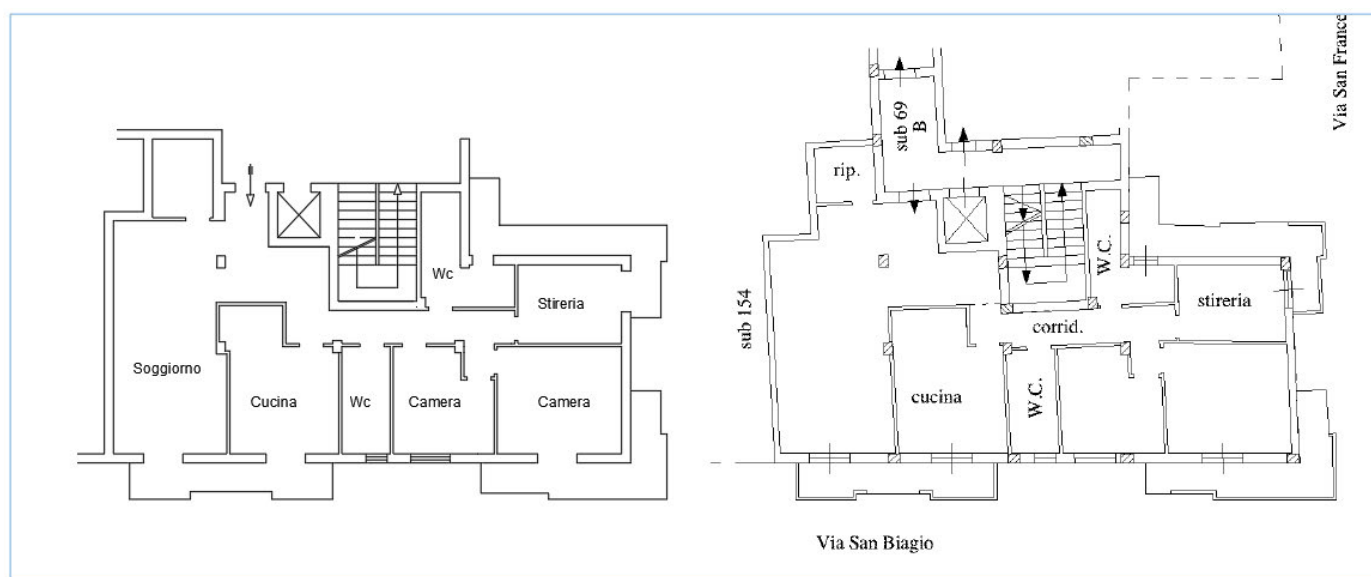 Wc
Stireria
Soggiorno
Cucina
Wc
Camera
Camera
Via San France
sub 69
B
rip.
W.C.
sub 154
corrid.
stireria
cucina
W.C.
Via San Biagio